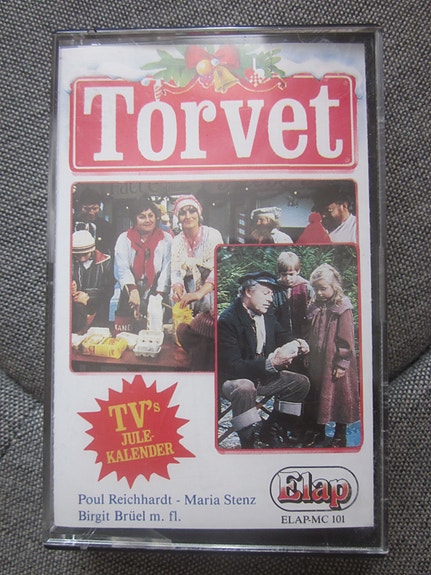 Torvet
TV's
JULE-
KALENDER
Poul Reichhardt - Maria Stenz
Birgit Brüel m. fl.
Elap
ELAP-MC 101